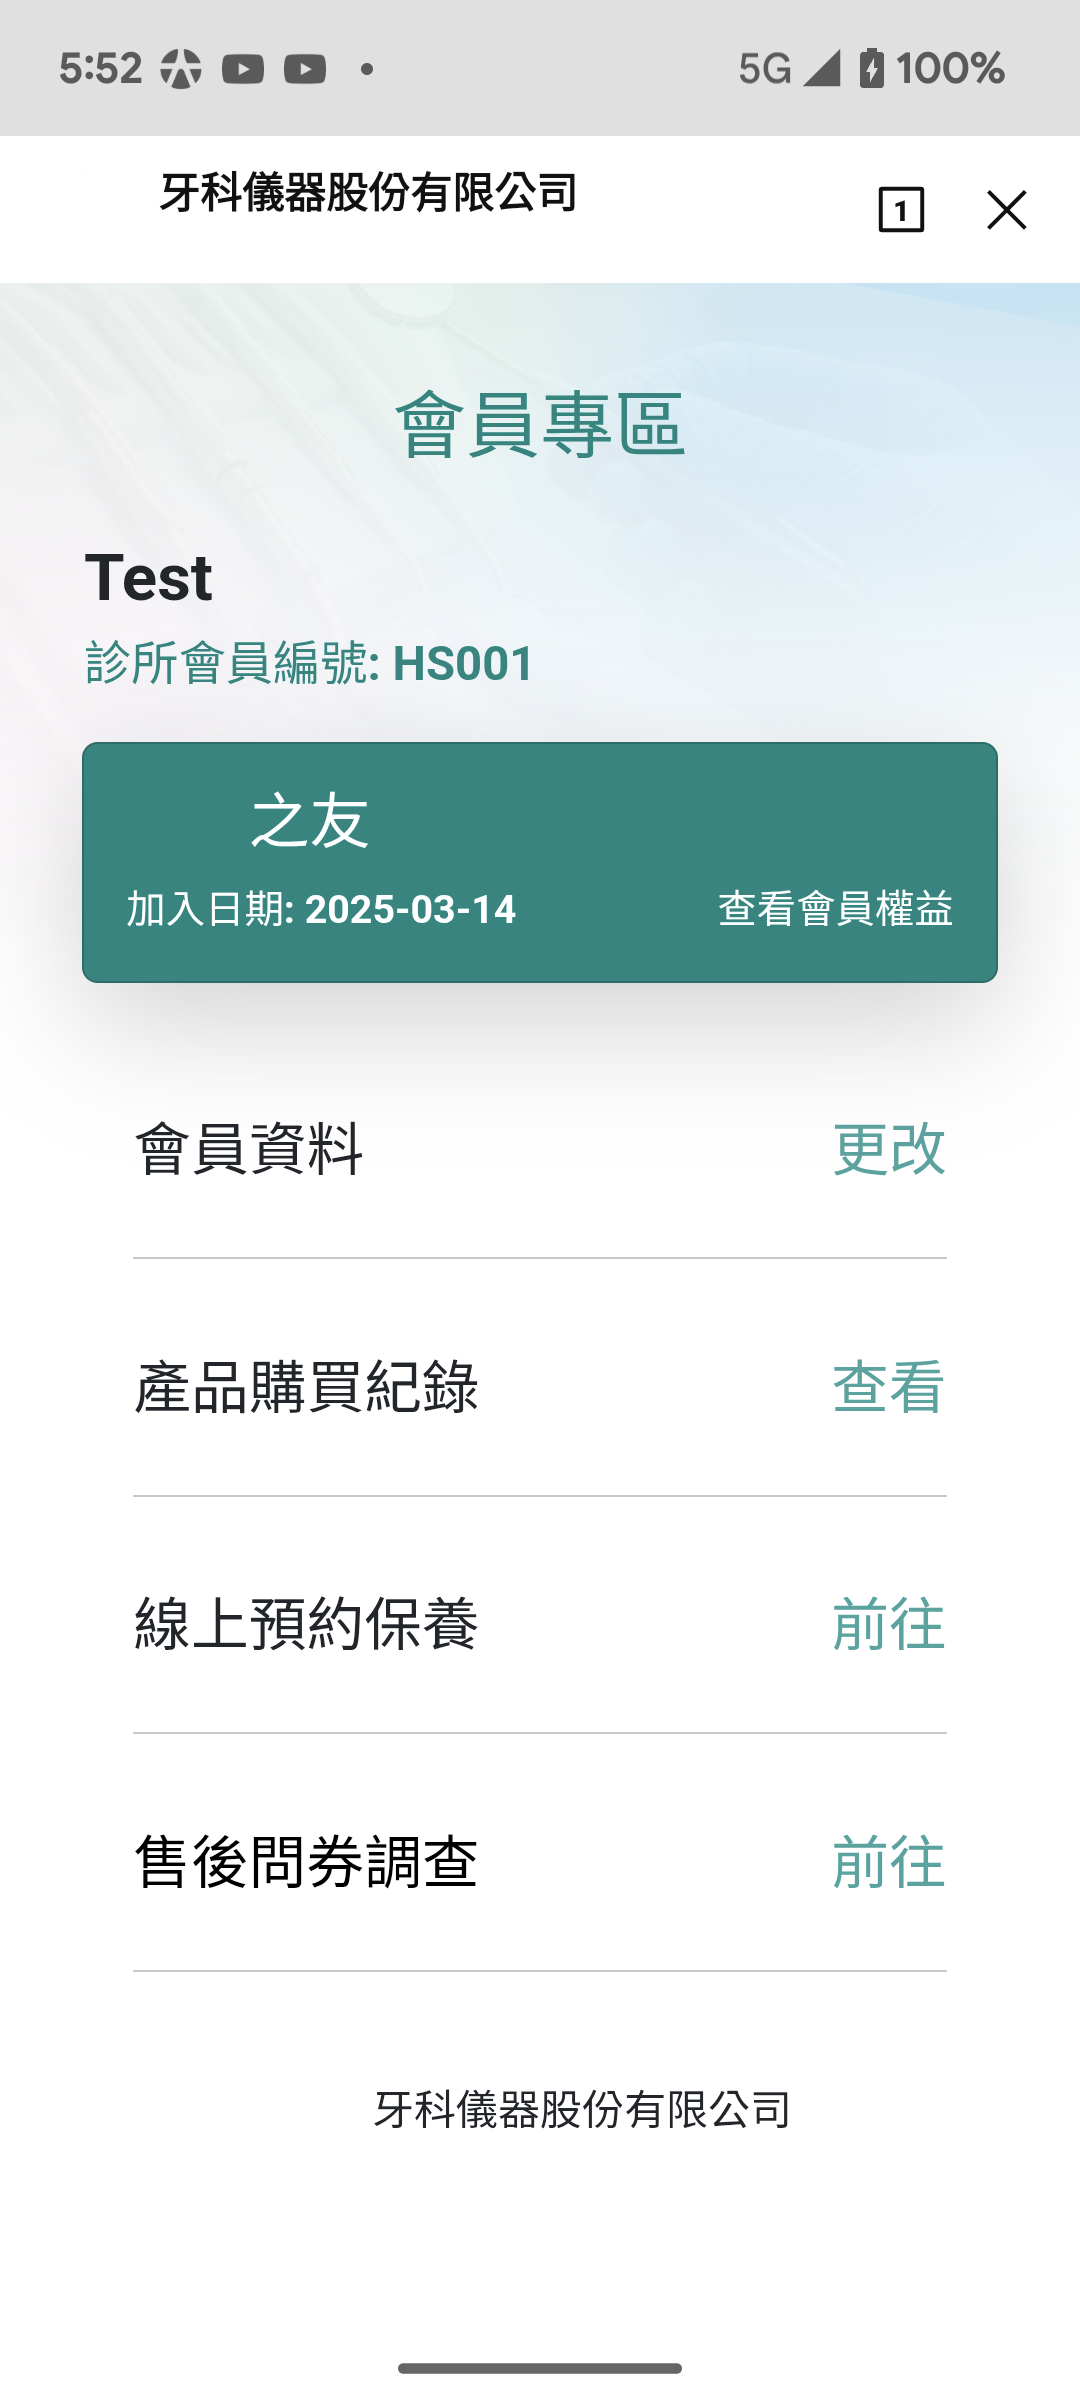 5:52 5G 100%
牙科儀器股份有限公司 1
會員專區
Test
診所會員編號: HS001
之友
加入日期: 2025-03-14 查看會員權益
會員資料 更改
產品購買紀錄 查看
線上預約保養 前往
售後問券調查 前往
牙科儀器股份有限公司